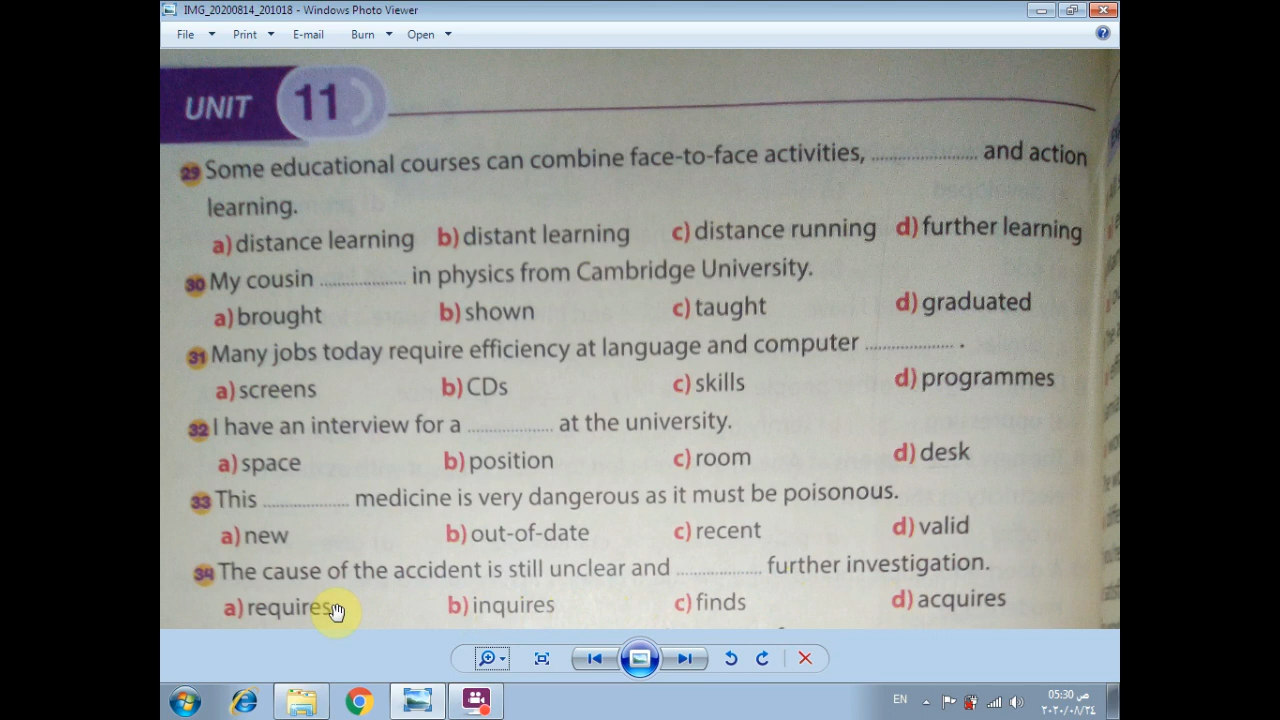 IMG_20200814_201018 - Windows Photo Viewer
File Print E-mail Burn Open
UNIT 11
29 Some educational courses can combine face-to-face activities, .................. and action
learning.
a) distance learning b) distant learning c) distance running d) further learning
30 My cousin .................. in physics from Cambridge University.
a) brought b) shown c) taught d) graduated
31 Many jobs today require efficiency at language and computer .................. .
a) screens b) CDs c) skills d) programmes
32 I have an interview for a .................. at the university.
a) space b) position c) room d) desk
33 This .................. medicine is very dangerous as it must be poisonous.
a) new b) out-of-date c) recent d) valid
34 The cause of the accident is still unclear and .................. further investigation.
a) requires b) inquires c) finds d) acquires
EN
05:30 ص
٢٠٢٠/٠٨/٢٤